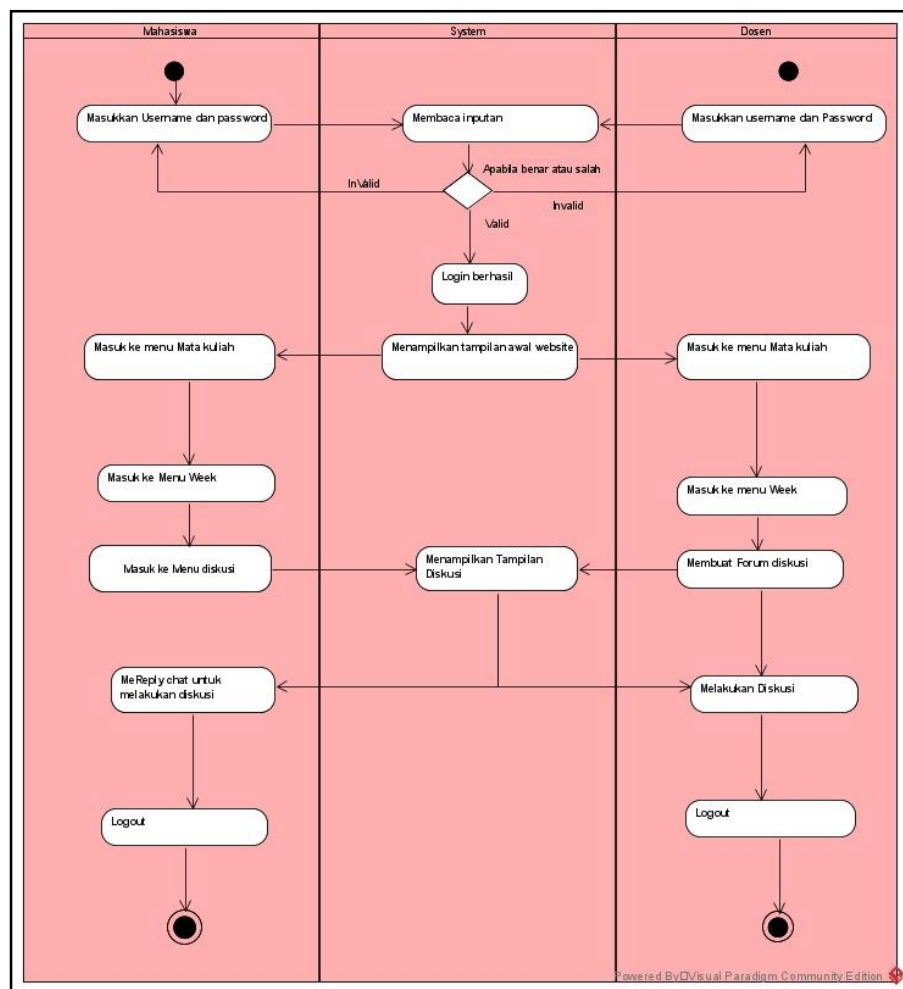 Mahasiswa
System
Dosen
Masukkan Username dan password
Membaca inputan
Masukkan username dan Password
Apabila benar atau salah
InValid
Invalid
Valid
Login berhasil
Masuk ke menu Mata kuliah
Menampilkan tampilan awal website
Masuk ke menu Mata kuliah
Masuk ke Menu Week
Masuk ke menu Week
Masuk ke Menu diskusi
Menampilkan Tampilan
Diskusi
Membuat Forum diskusi
MeReply chat untuk
melakukan diskusi
Melakukan Diskusi
Logout
Logout
Powered By Visual Paradigm Community Edition